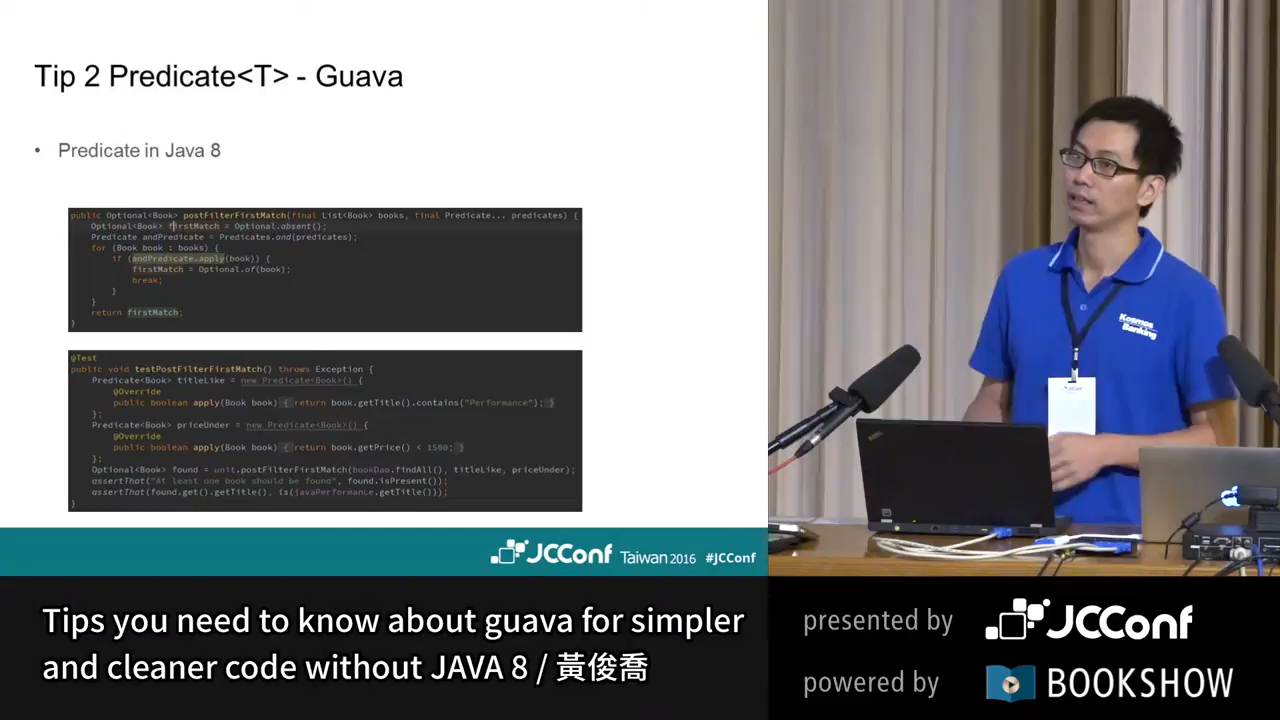 Tip 2 Predicate<T> - Guava
• Predicate in Java 8
public Optional<Book> postFilterFirstMatch(final List<Book> books, final Predicate... predicates) {
Optional<Book> firstMatch = Optional.absent();
Predicate andPredicate = Predicates.and(predicates);
for (Book book : books) {
if (andPredicate.apply(book)) {
firstMatch = Optional.of(book);
break;
}
}
return firstMatch;
}
@Test
public void testPostFilterFirstMatch() throws Exception {
Predicate<Book> titleLike = new Predicate<Book>() {
@Override
public boolean apply(Book book) { return book.getTitle().contains("Performance"); }
};
Predicate<Book> priceUnder = new Predicate<Book>() {
@Override
public boolean apply(Book book) { return book.getPrice() < 1500; }
};
Optional<Book> found = unit.postFilterFirstMatch(bookDao.findAll(), titleLike, priceUnder);
assertThat("At least one book should be found", found.isPresent());
assertThat(found.get().getTitle(), is(javaPerformance.getTitle()));
}
JCConf Taiwan 2016 #JCConf
Kosmos
Banking
Tips you need to know about guava for simpler
and cleaner code without JAVA 8 / 黃俊喬
presented by JCConf
powered by BOOKSHOW